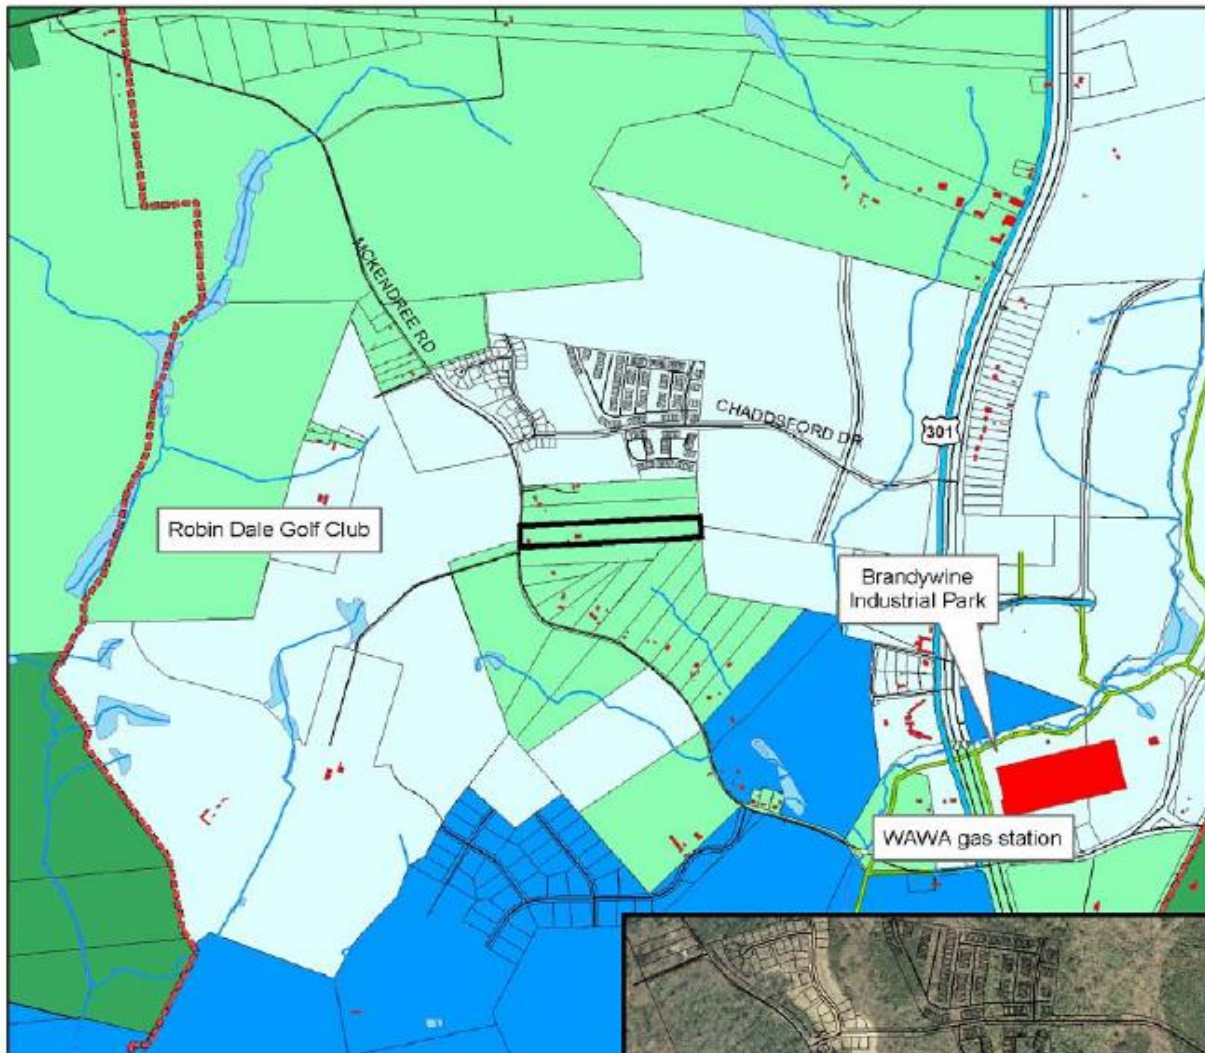 MCKENDREE RD
CHADDSFORD DR
301
Robin Dale Golf Club
Brandywine
Industrial Park
WAWA gas station